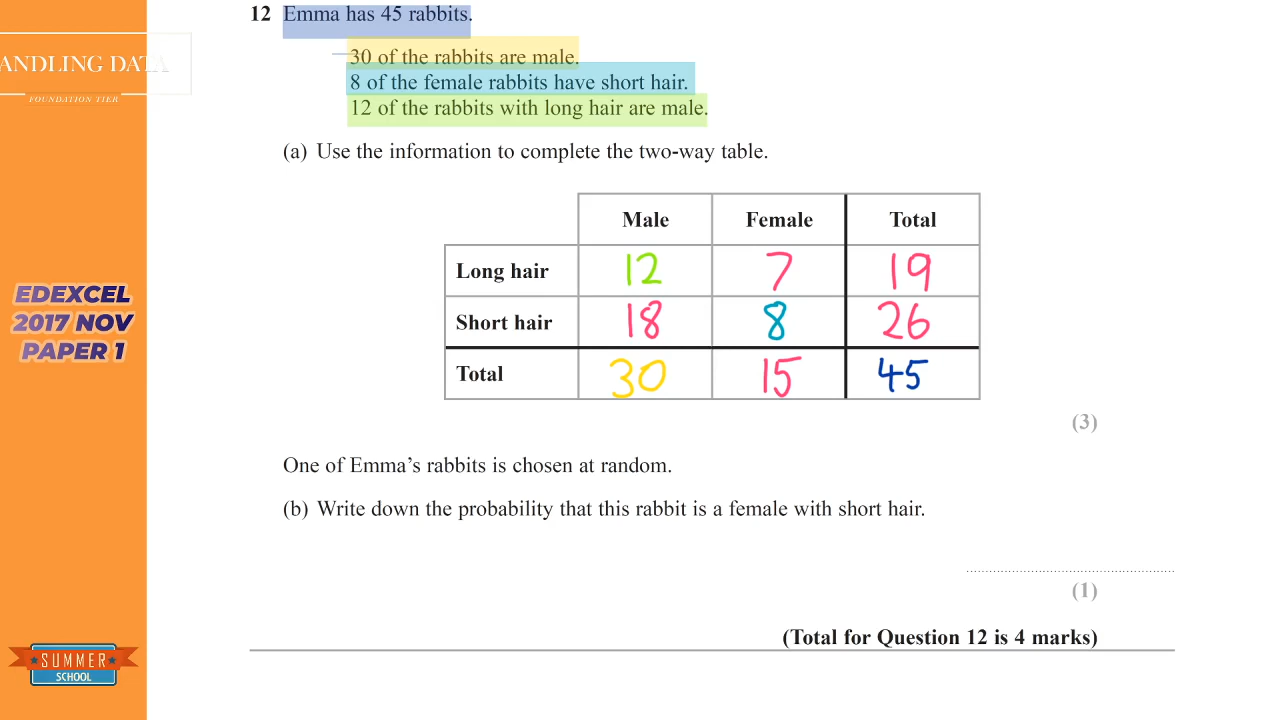 12 Emma has 45 rabbits.
30 of the rabbits are male.
8 of the female rabbits have short hair.
12 of the rabbits with long hair are male.
(a) Use the information to complete the two-way table.
Male Female Total
Long hair 12 7 19
Short hair 18 8 26
Total 30 15 45
(3)
One of Emma’s rabbits is chosen at random.
(b) Write down the probability that this rabbit is a female with short hair.
(1)
(Total for Question 12 is 4 marks)
ANDLING DATA
FOUNDATION TIER
EDEXCEL
2017 NOV
PAPER 1
SUMMER
SCHOOL